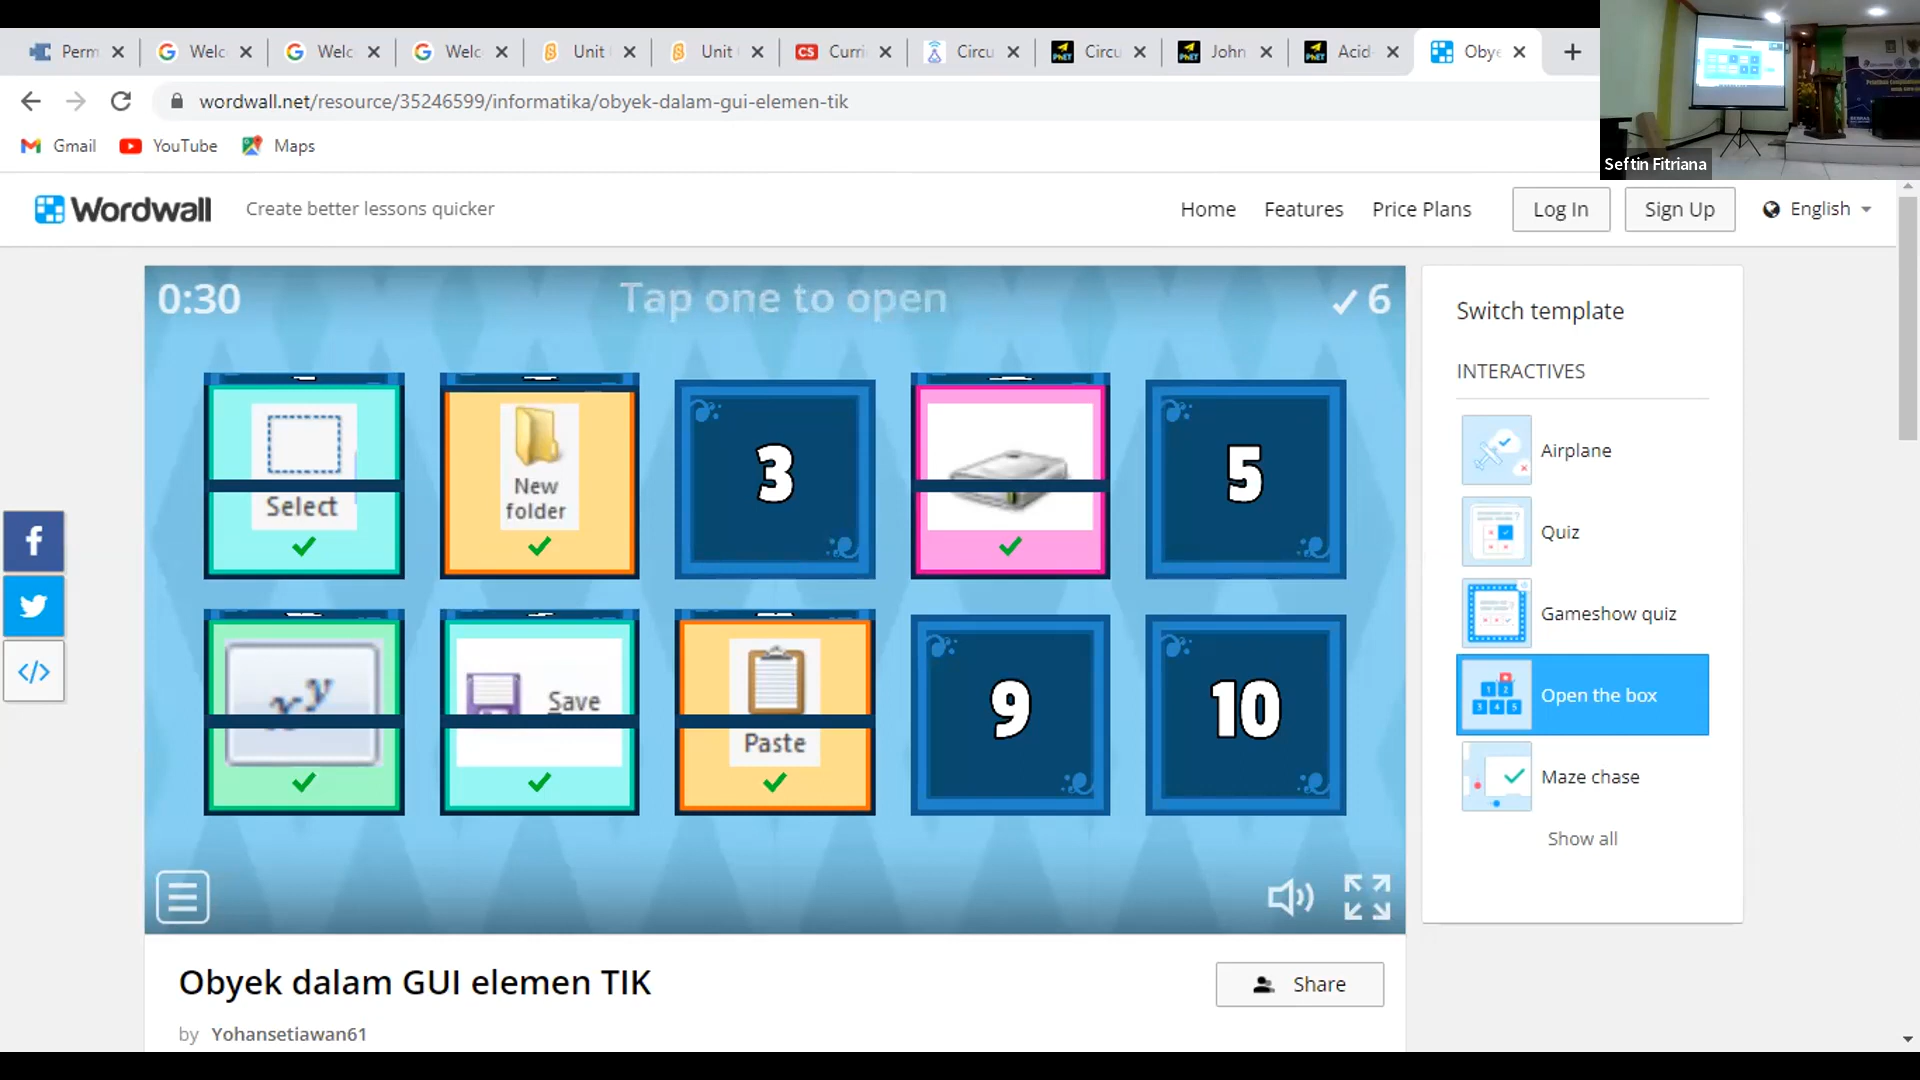 Perm
Welc
Welc
Welc
Unit
Unit
CS Curri
Circu
PhET Circu
PhET John
PhET Acid-
Obye
wordwall.net/resource/35246599/informatika/obyek-dalam-gui-elemen-tik
Gmail YouTube Maps
Seftin Fitriana
Wordwall Create better lessons quicker Home Features Price Plans Log In Sign Up English
0:30 Tap one to open 6
Select
New
folder
3
5
x y
Save
Paste
9
10
Switch template
INTERACTIVES
Airplane
Quiz
Gameshow quiz
Open the box
Maze chase
Show all
Obyek dalam GUI elemen TIK
Share
by Yohansetiawan61